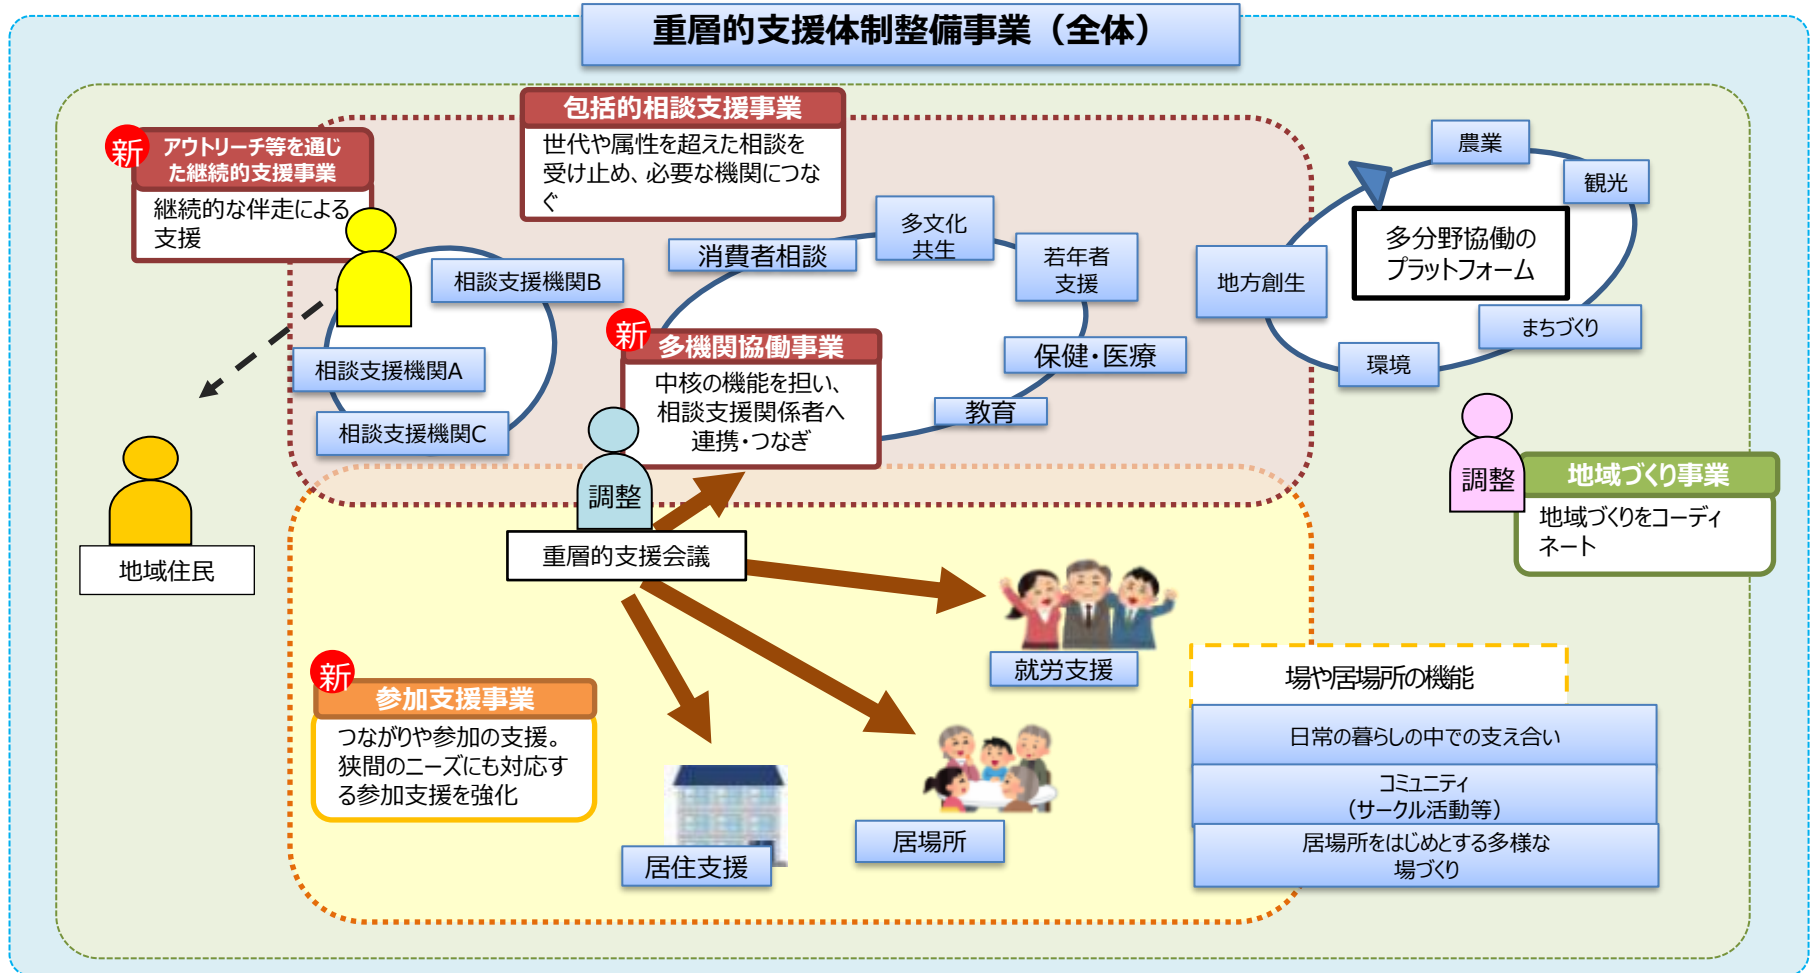 重層的支援体制整備事業（全体）
包括的相談支援事業
世代や属性を超えた相談を
受け止め、必要な機関につな
ぐ
新
アウトリーチ等を通じ
た継続的支援事業
継続的な伴走による
支援
相談支援機関B
相談支援機関A
相談支援機関C
消費者相談
多文化
共生
若年者
支援
保健・医療
教育
新
多機関協働事業
中核の機能を担い、
相談支援関係者へ
連携・つなぎ
農業
観光
多分野協働の
プラットフォーム
地方創生
まちづくり
環境
調整
地域づくり事業
地域づくりをコーディ
ネート
地域住民
調整
重層的支援会議
就労支援
新
参加支援事業
つながりや参加の支援。
狭間のニーズにも対応す
る参加支援を強化
居住支援
居場所
場や居場所の機能
日常の暮らしの中での支え合い
コミュニティ
（サークル活動等）
居場所をはじめとする多様な
場づくり